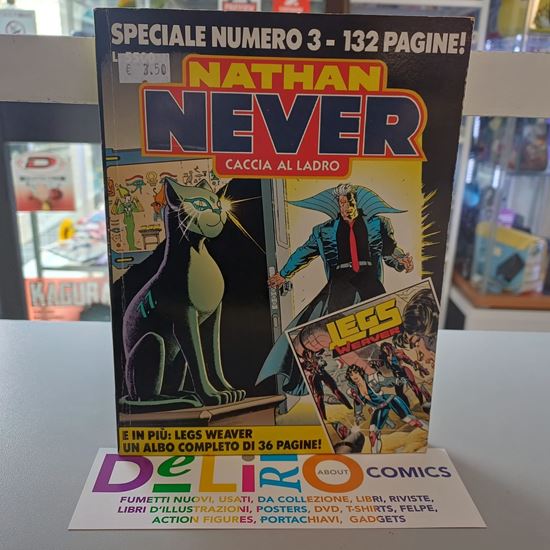 SPECIALE NUMERO 3 - 132 PAGINE!
€ 3.50
NATHAN
NEVER
CACCIA AL LADRO
LEGS
WEAVER
E IN PIÙ: LEGS WEAVER
UN ALBO COMPLETO DI 36 PAGINE!
DeLiRi
ABOUT
COMICS
FUMETTI NUOVI, USATI, DA COLLEZIONE, LIBRI, RIVISTE,
LIBRI D'ILLUSTRAZIONI, POSTERS, DVD, T-SHIRTS, FELPE,
ACTION FIGURES, PORTACHIAVI, GADGETS
KAGURA